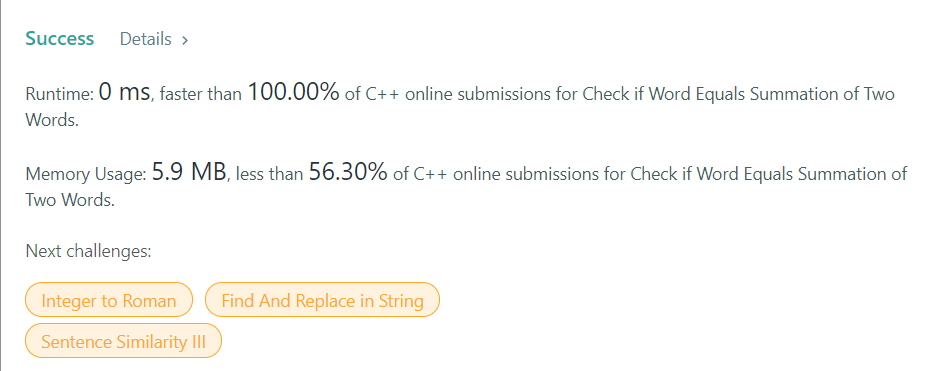 Success Details >
Runtime: 0 ms, faster than 100.00% of C++ online submissions for Check if Word Equals Summation of Two
Words.
Memory Usage: 5.9 MB, less than 56.30% of C++ online submissions for Check if Word Equals Summation of
Two Words.
Next challenges:
Integer to Roman Find And Replace in String
Sentence Similarity III